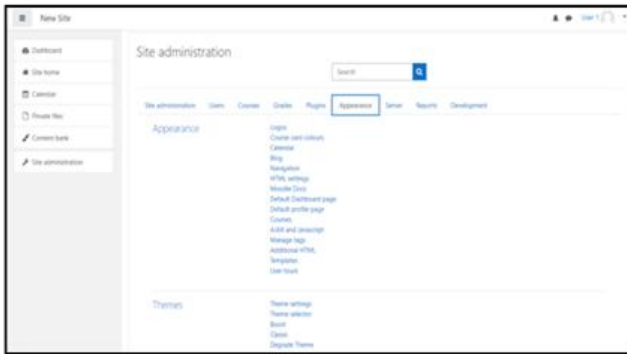 New Site
User 1
Dashboard
Site home
Calendar
Private files
Content bank
Site administration
Site administration
Search
Site administration Users Courses Grades Plugins Appearance Server Reports Development
Appearance
Logos
Course card colours
Calendar
Blog
Navigation
HTML settings
Moodle Docs
Default Dashboard page
Default profile page
Courses
AJAX and Javascript
Manage tags
Additional HTML
Templates
User tours
Themes
Theme settings
Theme selector
Boost
Classic
Degrade Theme